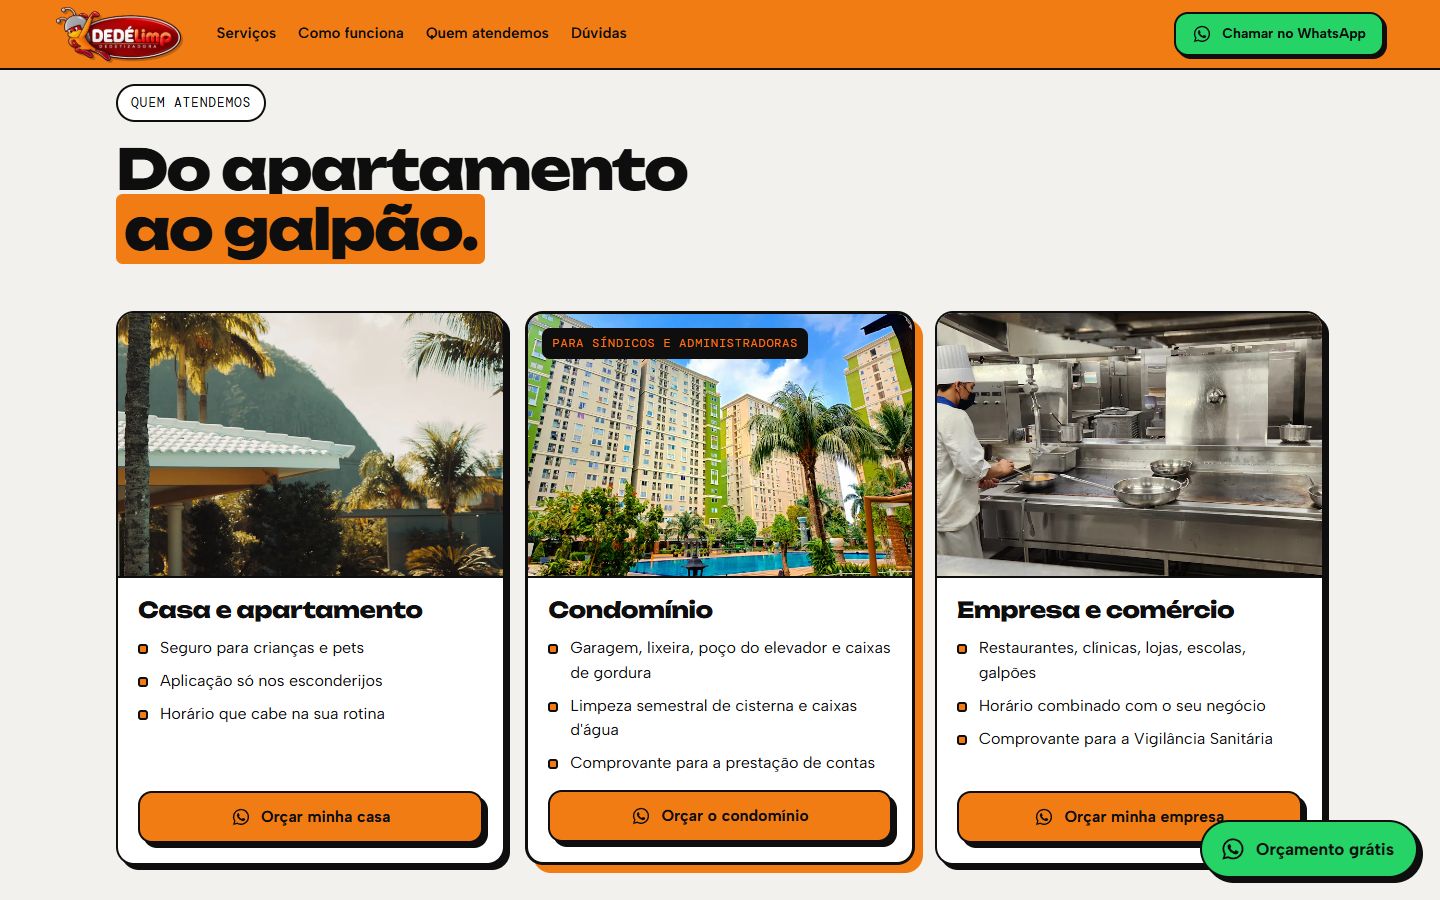 DEDÉLimp
DEDETIZADORA
Serviços
Como funciona
Quem atendemos
Dúvidas
Chamar no WhatsApp
QUEM ATENDEMOS
Do apartamento
ao galpão.
PARA SÍNDICOS E ADMINISTRADORAS
Casa e apartamento
Seguro para crianças e pets
Aplicação só nos esconderijos
Horário que cabe na sua rotina
Orçar minha casa
Condomínio
Garagem, lixeira, poço do elevador e caixas
de gordura
Limpeza semestral de cisterna e caixas
d'água
Comprovante para a prestação de contas
Orçar o condomínio
Empresa e comércio
Restaurantes, clínicas, lojas, escolas,
galpões
Horário combinado com o seu negócio
Comprovante para a Vigilância Sanitária
Orçar minha empresa
Orçamento grátis